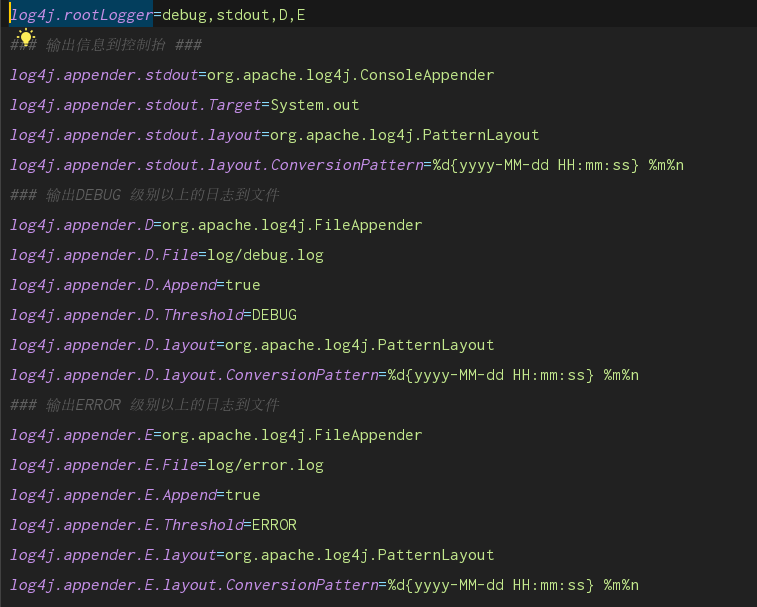 log4j.rootLogger=debug,stdout,D,E
### 输出信息到控制抬 ###
log4j.appender.stdout=org.apache.log4j.ConsoleAppender
log4j.appender.stdout.Target=System.out
log4j.appender.stdout.layout=org.apache.log4j.PatternLayout
log4j.appender.stdout.layout.ConversionPattern=%d{yyyy-MM-dd HH:mm:ss} %m%n
### 输出DEBUG 级别以上的日志到文件
log4j.appender.D=org.apache.log4j.FileAppender
log4j.appender.D.File=log/debug.log
log4j.appender.D.Append=true
log4j.appender.D.Threshold=DEBUG
log4j.appender.D.layout=org.apache.log4j.PatternLayout
log4j.appender.D.layout.ConversionPattern=%d{yyyy-MM-dd HH:mm:ss} %m%n
### 输出ERROR 级别以上的日志到文件
log4j.appender.E=org.apache.log4j.FileAppender
log4j.appender.E.File=log/error.log
log4j.appender.E.Append=true
log4j.appender.E.Threshold=ERROR
log4j.appender.E.layout=org.apache.log4j.PatternLayout
log4j.appender.E.layout.ConversionPattern=%d{yyyy-MM-dd HH:mm:ss} %m%n